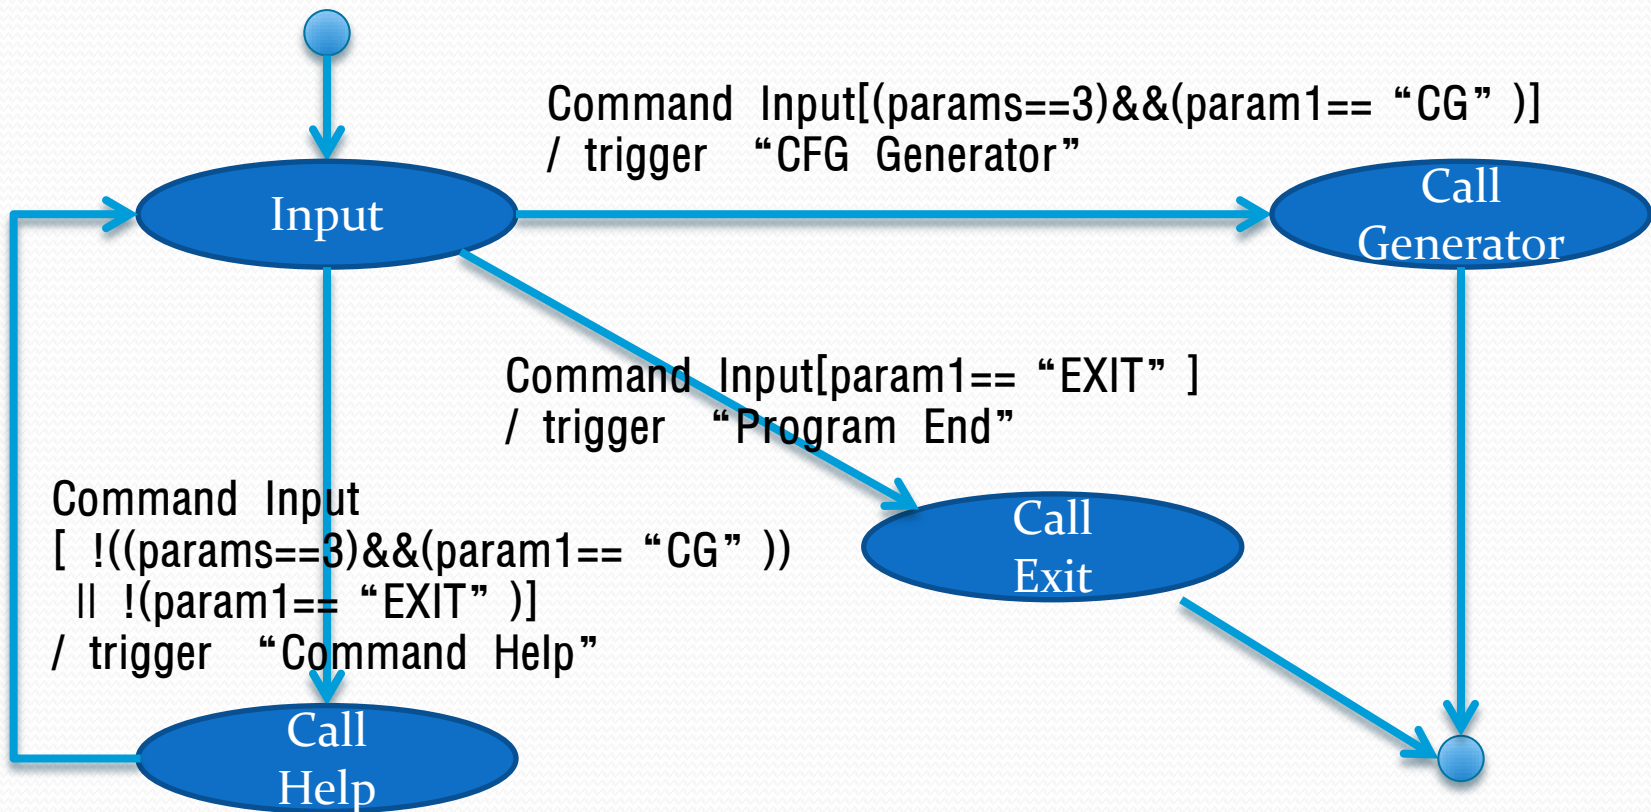 Command Input[(params==3)&&(param1== “CG” )]
/ trigger “CFG Generator”
Input
Call
Generator
Command Input[param1== “EXIT” ]
/ trigger “Program End”
Command Input
[ !((params==3)&&(param1== “CG” ))
|| !(param1== “EXIT” )]
/ trigger “Command Help”
Call
Exit
Call
Help